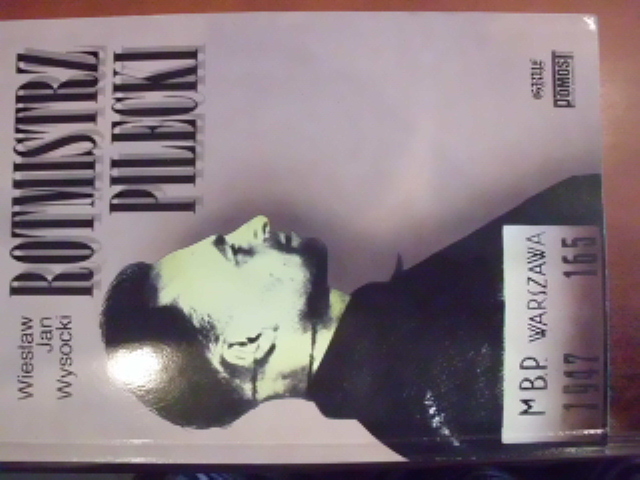 Wiesław
Jan
Wysocki
ROTMISTRZ
PILECKI
M.B.P. WARSZAWA
1947 165
POMOST